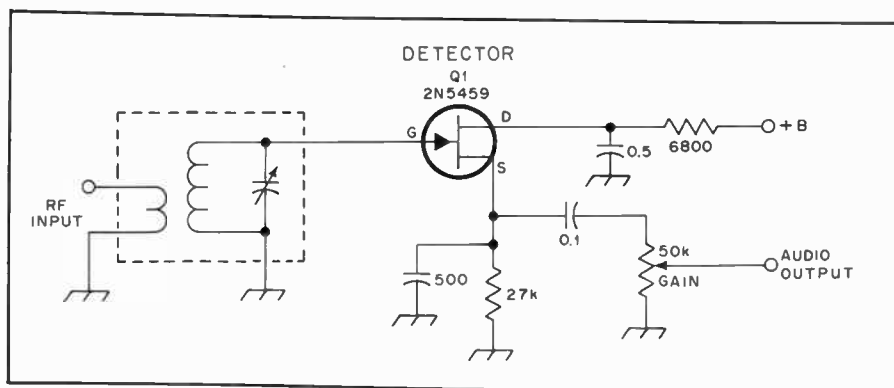 DETECTOR
Q1
2N5459
G
D
S
RF
INPUT
0.5
6800
+B
500
27k
0.1
50k
GAIN
AUDIO
OUTPUT